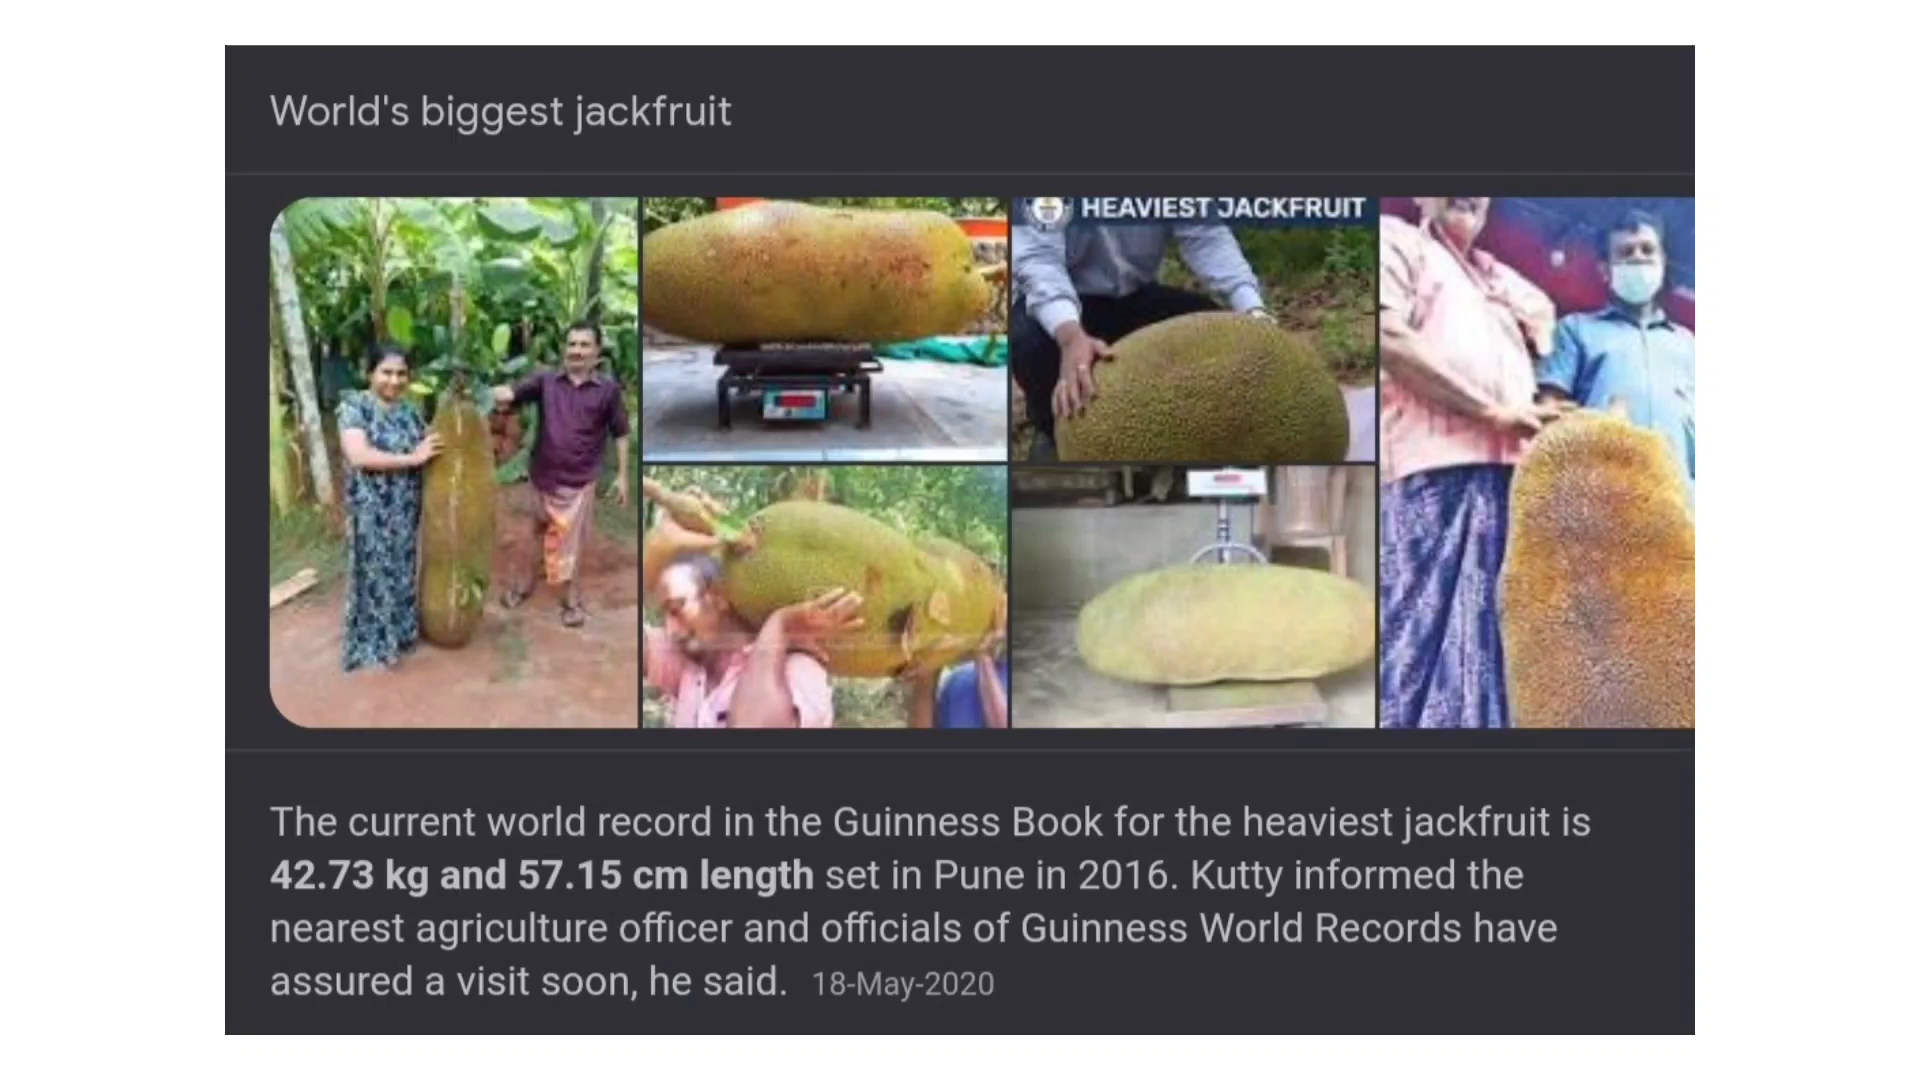 World's biggest jackfruit
HEAVIEST JACKFRUIT
The current world record in the Guinness Book for the heaviest jackfruit is
42.73 kg and 57.15 cm length set in Pune in 2016. Kutty informed the
nearest agriculture officer and officials of Guinness World Records have
assured a visit soon, he said. 18-May-2020